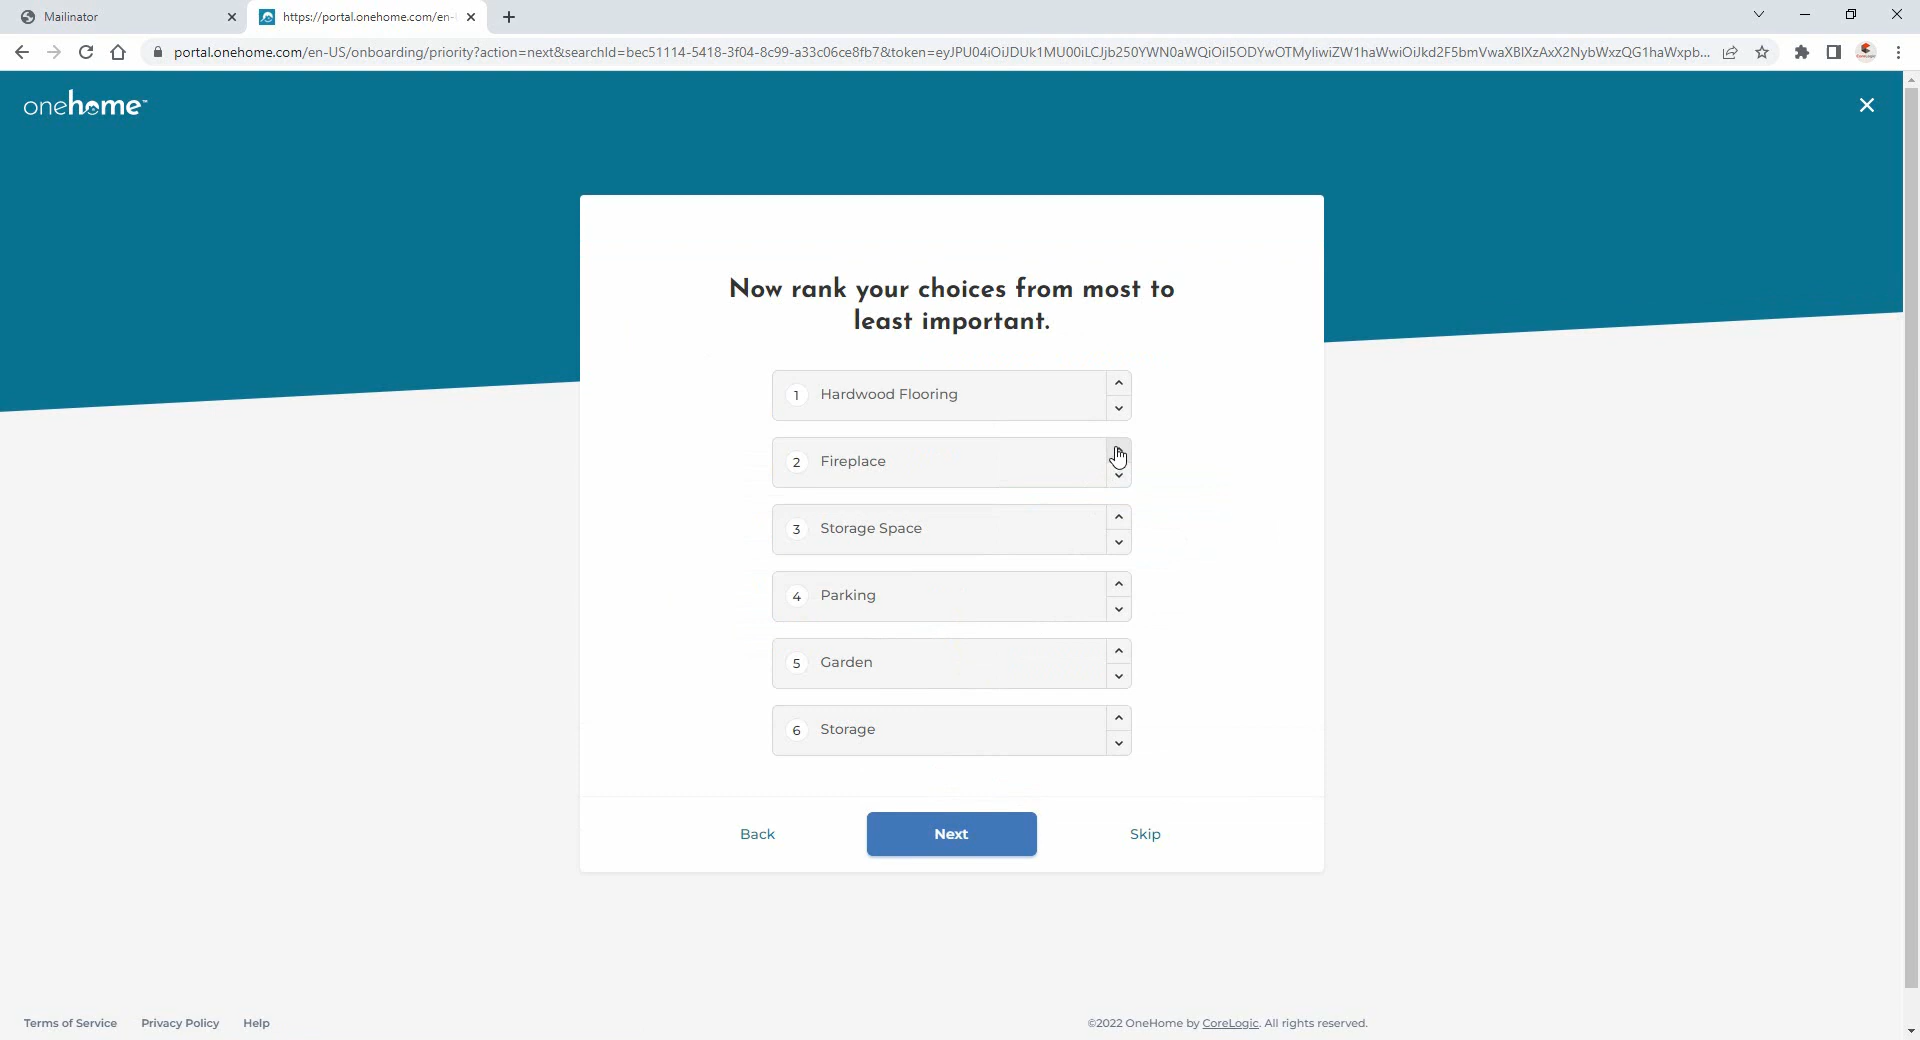 Mailinator
https://portal.onehome.com/en-
portal.onehome.com/en-US/onboarding/priority?action=next&searchId=bec51114-5418-3f04-8c99-a33c06ce8fb7&token=eyJPU04iOiJDUk1MU00iLCJjb250YWN0aWQiOiI5ODYwOTMyIiwiZW1haWwiOiJkd2F5bmVwaXBlXzAxX2NybWxzQG1haWxpb...
onehome™
Now rank your choices from most to
least important.
1 Hardwood Flooring
2 Fireplace
3 Storage Space
4 Parking
5 Garden
6 Storage
Back Next Skip
Terms of Service Privacy Policy Help ©2022 OneHome by CoreLogic. All rights reserved.